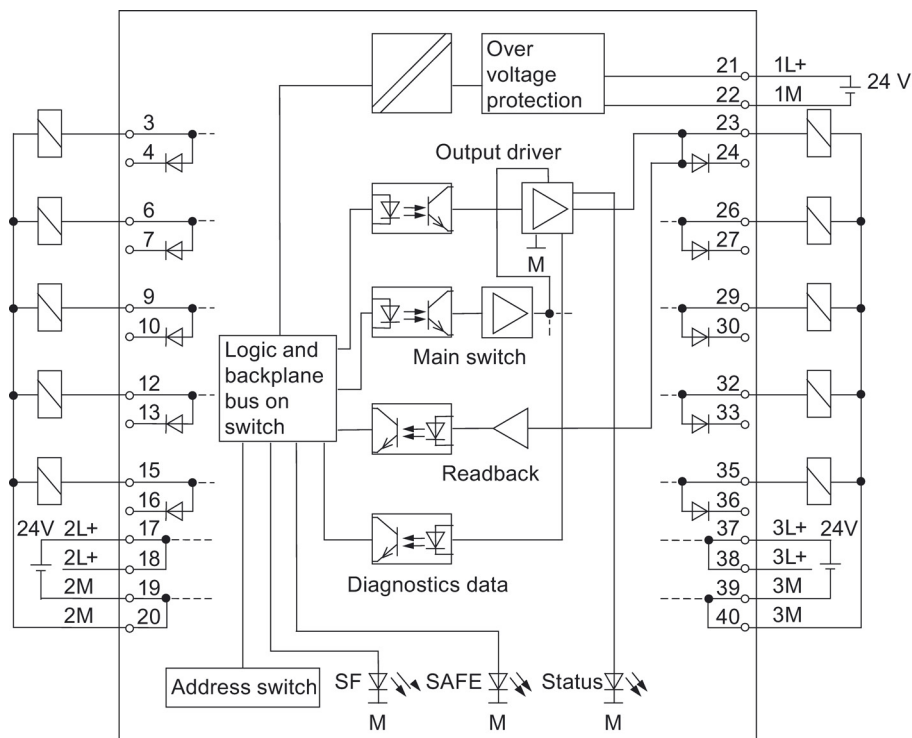 Over
voltage
protection
21
1L+
22
1M
24 V
3
4
23
24
Output driver
6
7
26
27
M
9
10
29
30
Main switch
Logic and
backplane
bus on
switch
12
13
32
33
Readback
15
16
35
36
24V
2L+
17
2L+
18
2M
19
2M
20
37
3L+
24V
38
3L+
39
3M
40
3M
Diagnostics data
Address switch
SF
SAFE
Status
M
M
M